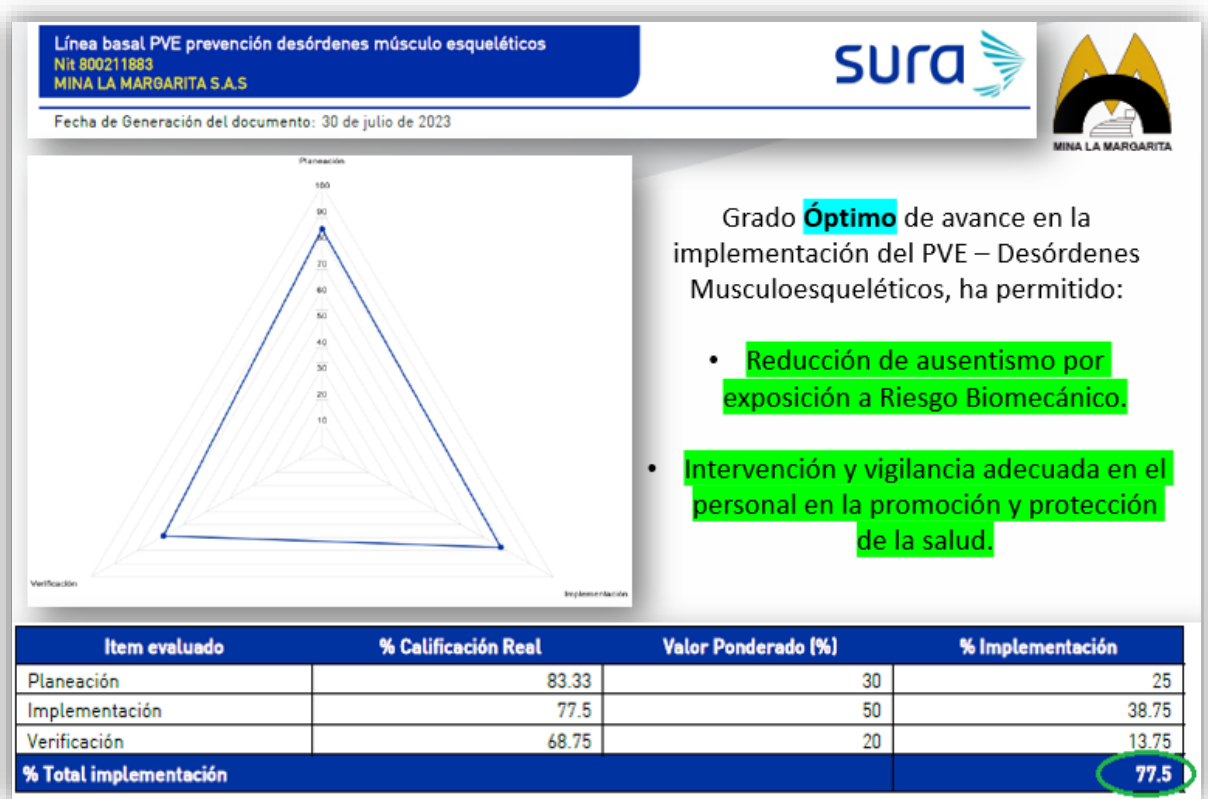 Línea basal PVE prevención desórdenes músculo esqueléticos
Nit 800211883
MINA LA MARGARITA S.A.S
sura
MINA LA MARGARITA
Fecha de Generación del documento: 30 de julio de 2023
Planeación
100
90
80
70
60
50
40
30
20
10
Verificación
Implementación
Grado Óptimo de avance en la
implementación del PVE – Desórdenes
Musculoesqueléticos, ha permitido:
• Reducción de ausentismo por
exposición a Riesgo Biomecánico.
• Intervención y vigilancia adecuada en el
personal en la promoción y protección
de la salud.
Item evaluado % Calificación Real Valor Ponderado (%) % Implementación
Planeación 83.33 30 25
Implementación 77.5 50 38.75
Verificación 68.75 20 13.75
% Total implementación 77.5